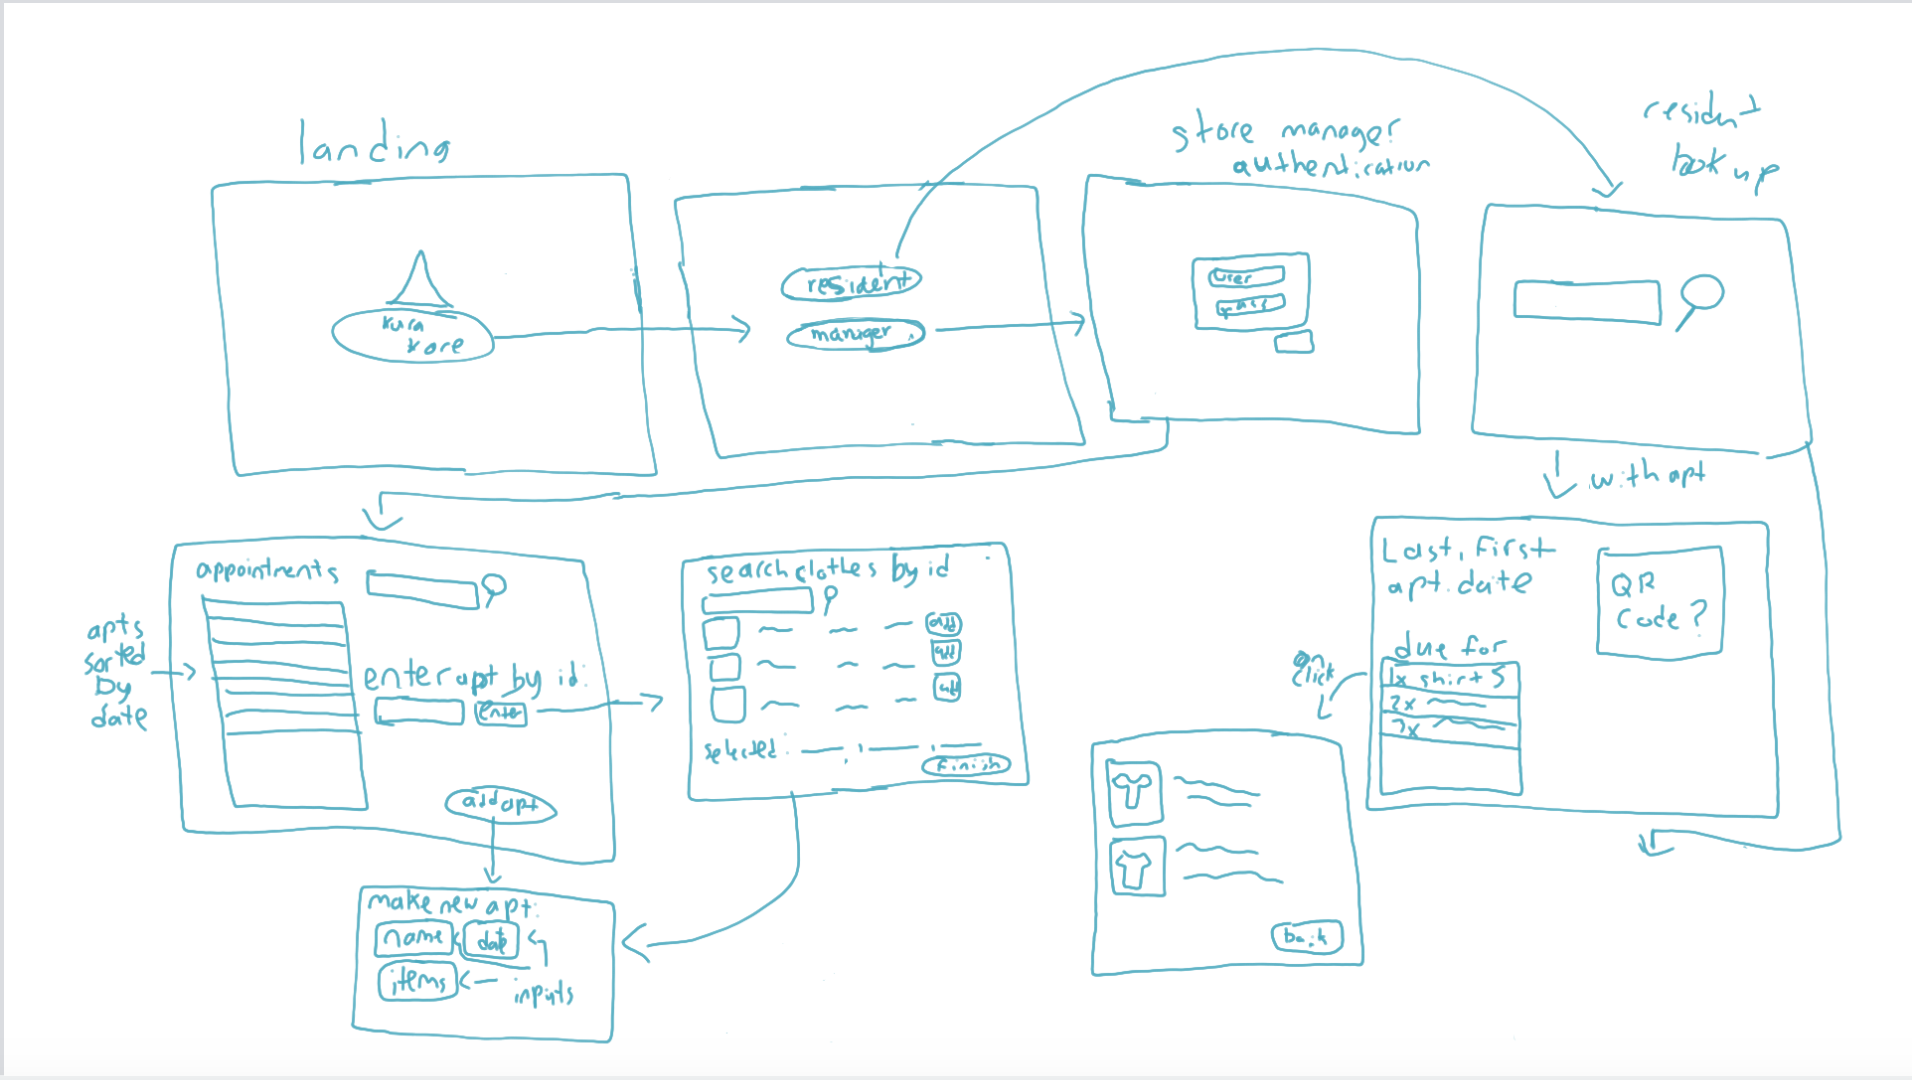 landing
kura
kore
resident
manager
store manager
authentication
user
pass
resident
look up
with apt
appointments
apts
sorted
by
date
enter apt by id:
enter
add apt
search clothes by id
add
add
add
selected:
finish
make new apt:
name
date
items
inputs
Last, First
apt. date
QR
Code?
due for
1x shirt S
2x
on
click
back